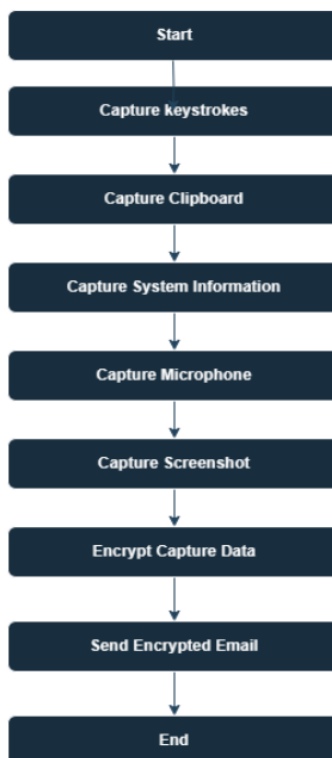 Start
Capture keystrokes
Capture Clipboard
Capture System Information
Capture Microphone
Capture Screenshot
Encrypt Capture Data
Send Encrypted Email
End